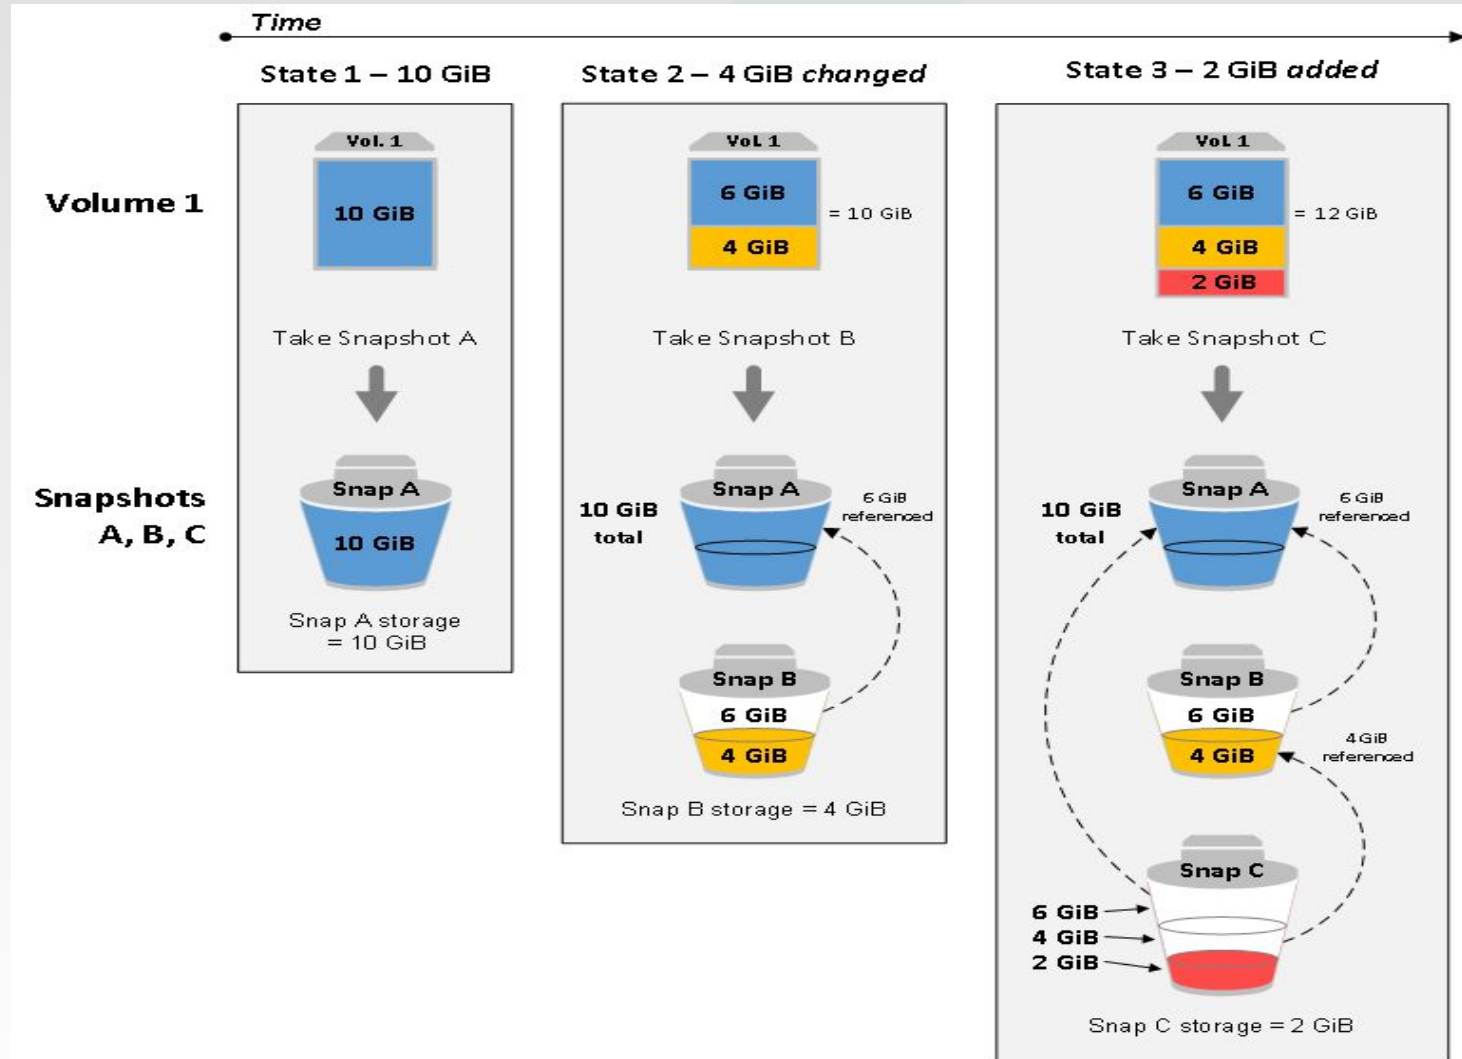 Time
State 1 – 10 GiB
State 2 – 4 GiB changed
State 3 – 2 GiB added
Volume 1
Vol. 1
10 GiB
Take Snapshot A
Vol. 1
6 GiB
4 GiB
= 10 GiB
Take Snapshot B
Vol. 1
6 GiB
4 GiB
2 GiB
= 12 GiB
Take Snapshot C
Snapshots
A, B, C
Snap A
10 GiB
Snap A storage
= 10 GiB
10 GiB
total
Snap A
6 GiB
referenced
Snap B
6 GiB
4 GiB
Snap B storage = 4 GiB
10 GiB
total
Snap A
6 GiB
referenced
Snap B
6 GiB
4 GiB
4 GiB
referenced
Snap C
6 GiB
4 GiB
2 GiB
Snap C storage = 2 GiB